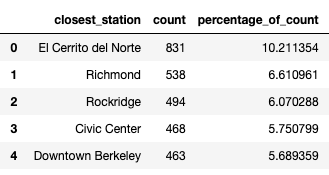 closest_station count percentage_of_count
0 El Cerrito del Norte 831 10.211354
1 Richmond 538 6.610961
2 Rockridge 494 6.070288
3 Civic Center 468 5.750799
4 Downtown Berkeley 463 5.689359